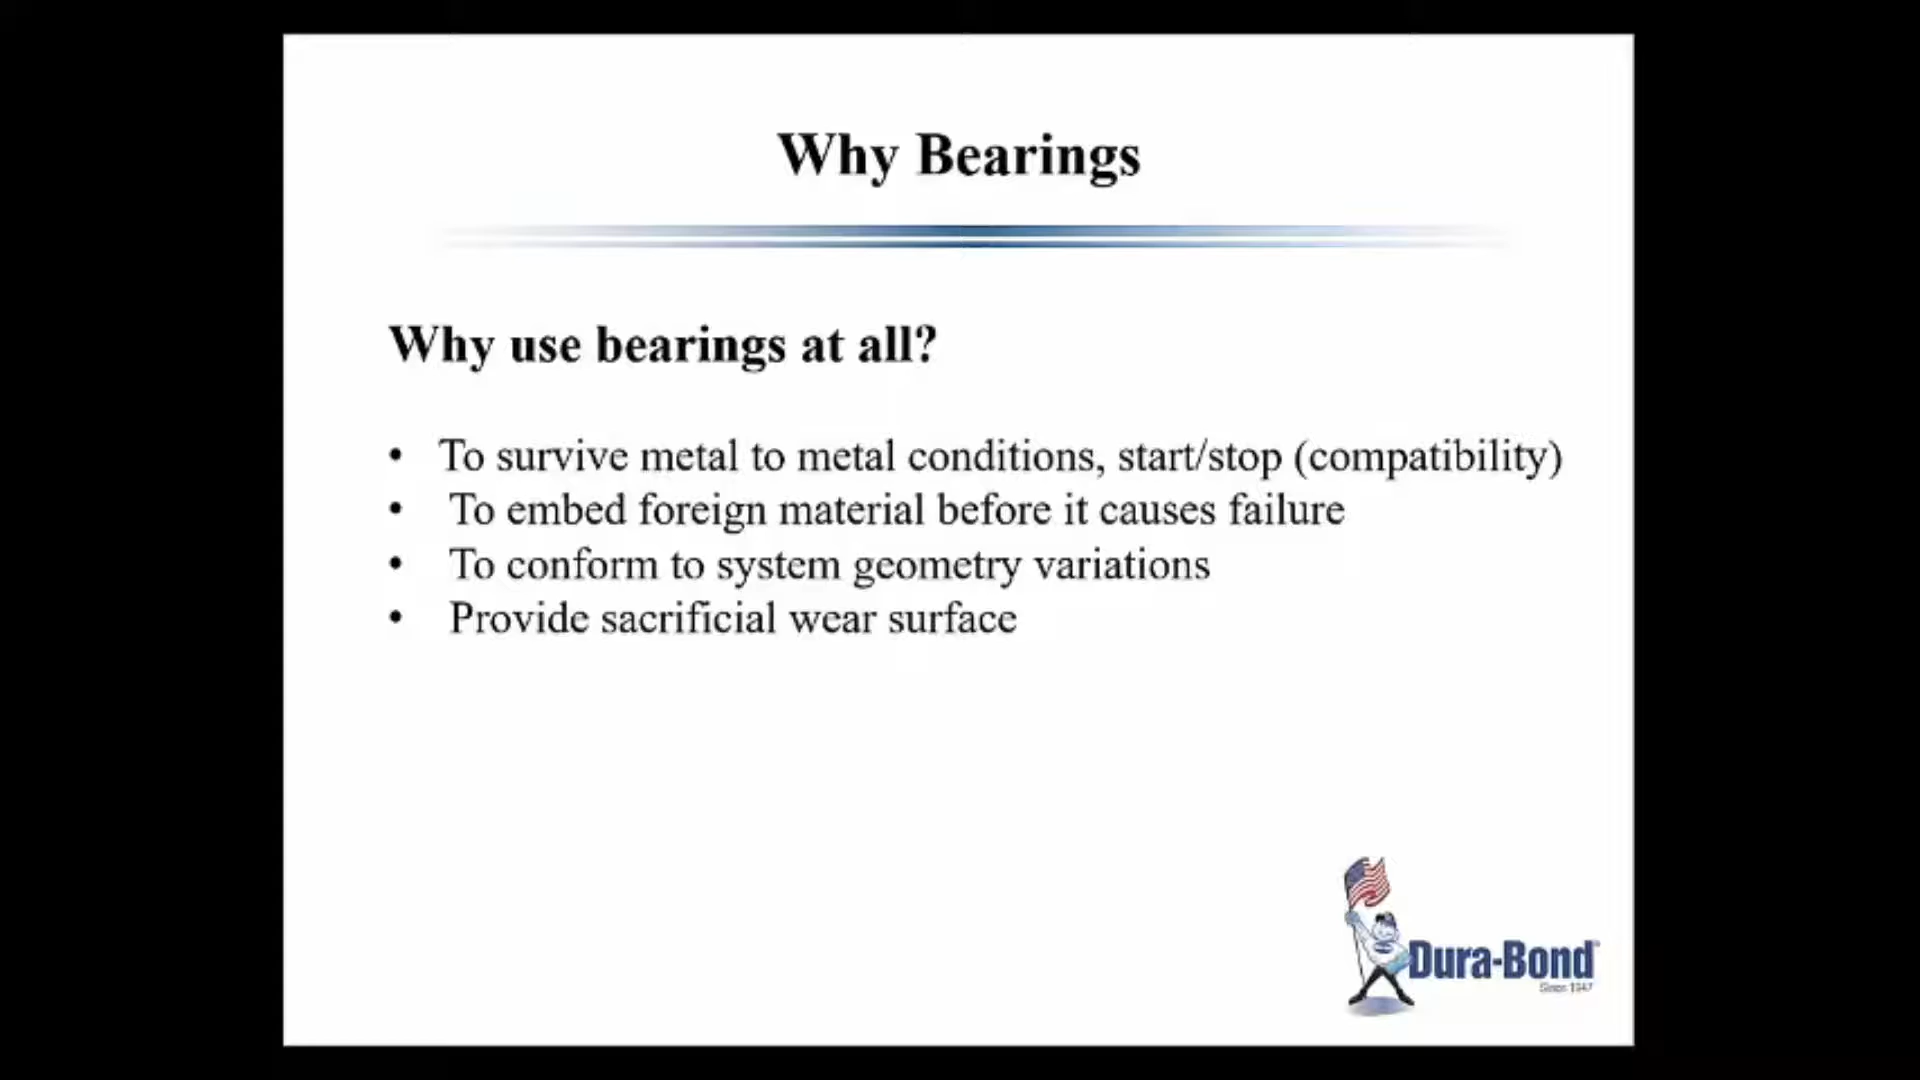 Why Bearings
Why use bearings at all?
• To survive metal to metal conditions, start/stop (compatibility)
• To embed foreign material before it causes failure
• To conform to system geometry variations
• Provide sacrificial wear surface
Dura-Bond
Since 1947